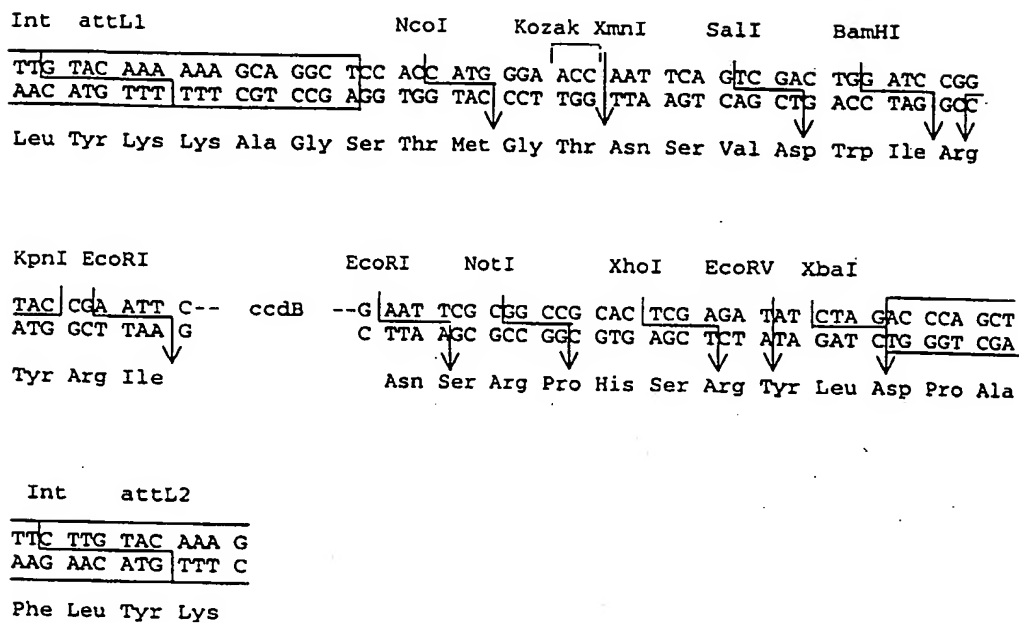 Int attL1 NcoI Kozak XmnI SalI BamHI
TTG TAC AAA AAA GCA GGC TCC ACC ATG GGA ACC AAT TCA GTC GAC TGG ATC CGG
AAC ATG TTT TTT CGT CCG AGG TGG TAC CCT TGG TTA AGT CAG CTG ACC TAG GCC
Leu Tyr Lys Lys Ala Gly Ser Thr Met Gly Thr Asn Ser Val Asp Trp Ile Arg
KpnI EcoRI EcoRI NotI XhoI EcoRV XbaI
TAC CGA ATT C-- ccdB --G AAT TCG CGG CCG CAC TCG AGA TAT CTA GAC CCA GCT
ATG GCT TAA G C TTA AGC GCC GGC GTG AGC TCT ATA GAT CTG GGT CGA
Tyr Arg Ile Asn Ser Arg Pro His Ser Arg Tyr Leu Asp Pro Ala
Int attL2
TTC TTG TAC AAA G
AAG AAC ATG TTT C
Phe Leu Tyr Lys